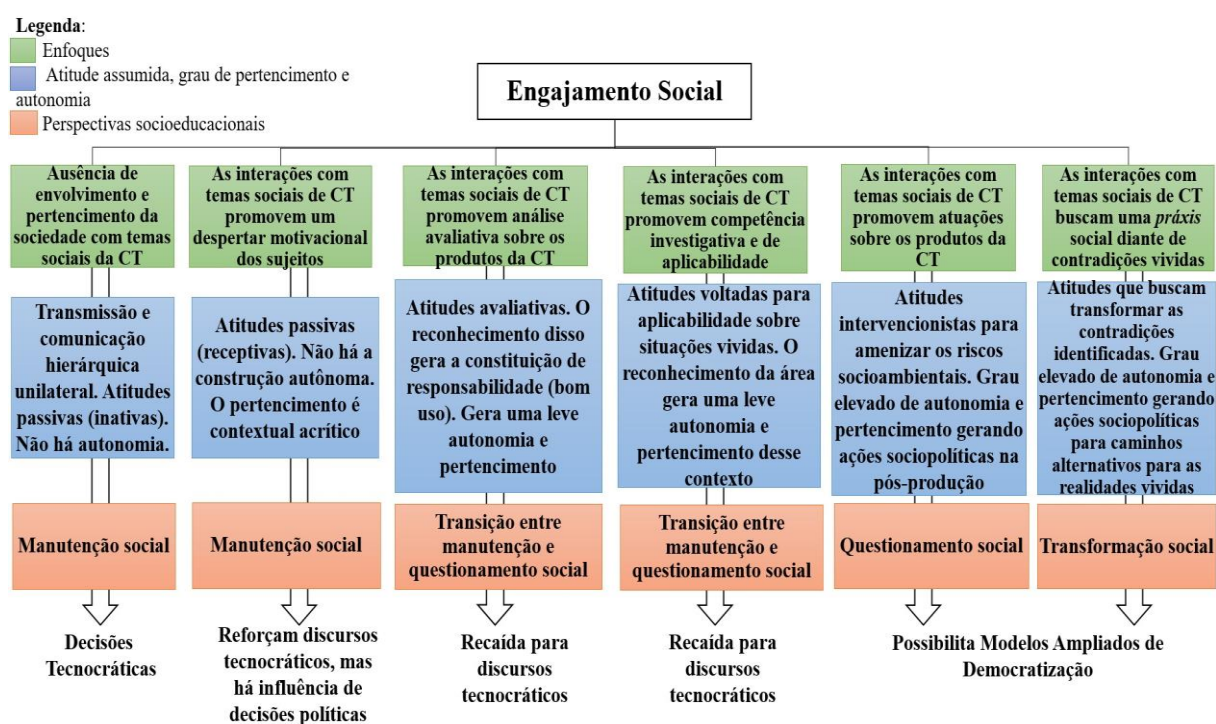 Legenda:
Enfoques
Atitude assumida, grau de pertencimento e
autonomia
Perspectivas socioeducacionais
Engajamento Social
Ausência de
envolvimento e
pertencimento da
sociedade com temas
sociais da CT
As interações com
temas sociais de CT
promovem um
despertar motivacional
dos sujeitos
As interações com
temas sociais de CT
promovem análise
avaliativa sobre os
produtos da CT
As interações com
temas sociais de CT
promovem competência
investigativa e de
aplicabilidade
As interações com
temas sociais de CT
promovem atuações
sobre os produtos da
CT
As interações com
temas sociais de CT
buscam uma práxis
social diante de
contradições vividas
Transmissão e
comunicação
hierárquica
unilateral. Atitudes
passivas (inativas).
Não há autonomia.
Atitudes passivas
(receptivas). Não há a
construção autônoma.
O pertencimento é
contextual acrítico
Atitudes avaliativas. O
reconhecimento disso
gera a constituição de
responsabilidade (bom
uso). Gera uma leve
autonomia e
pertencimento
Atitudes voltadas para
aplicabilidade sobre
situações vividas. O
reconhecimento da área
gera uma leve
autonomia e
pertencimento desse
contexto
Atitudes
intervencionistas para
amenizar os riscos
socioambientais. Grau
elevado de autonomia e
pertencimento gerando
ações sociopolíticas na
pós-produção
Atitudes que buscam
transformar as
contradições
identificadas. Grau
elevado de autonomia e
pertencimento gerando
ações sociopolíticas
para caminhos
alternativos para as
realidades vividas
Manutenção social
Manutenção social
Transição entre
manutenção e
questionamento social
Transição entre
manutenção e
questionamento social
Questionamento social
Transformação social
Decisões
Tecnocráticas
Reforçam discursos
tecnocráticos, mas
há influência de
decisões políticas
Recaída para
discursos
tecnocráticos
Recaída para
discursos
tecnocráticos
Possibilita Modelos Ampliados de
Democratização